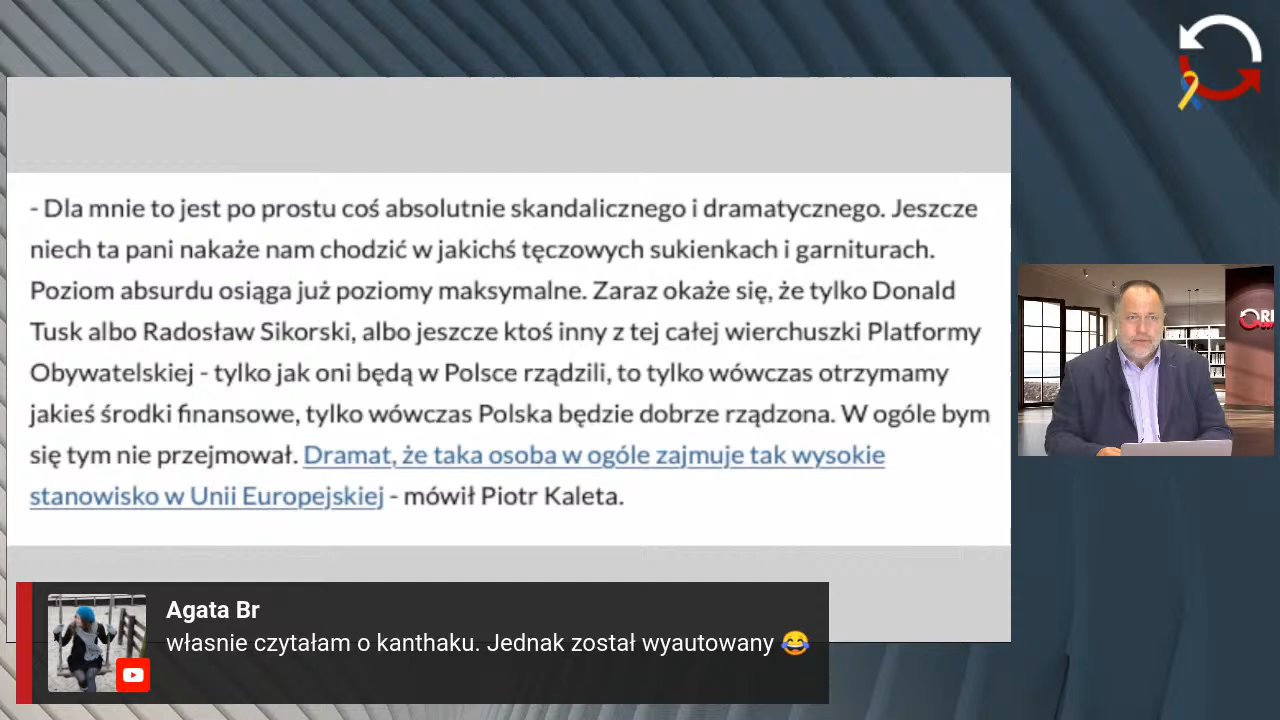 - Dla mnie to jest po prostu coś absolutnie skandalicznego i dramatycznego. Jeszcze
niech ta pani nakaże nam chodzić w jakichś tęczowych sukienkach i garniturach.
Poziom absurdu osiąga już poziomy maksymalne. Zaraz okaże się, że tylko Donald
Tusk albo Radosław Sikorski, albo jeszcze ktoś inny z tej całej wierchuszki Platformy
Obywatelskiej - tylko jak oni będą w Polsce rządzili, to tylko wówczas otrzymamy
jakieś środki finansowe, tylko wówczas Polska będzie dobrze rządzona. W ogóle bym
się tym nie przejmował. Dramat, że taka osoba w ogóle zajmuje tak wysokie
stanowisko w Unii Europejskiej - mówił Piotr Kaleta.
Agata Br
własnie czytałam o kanthaku. Jednak został wyautowany 😂